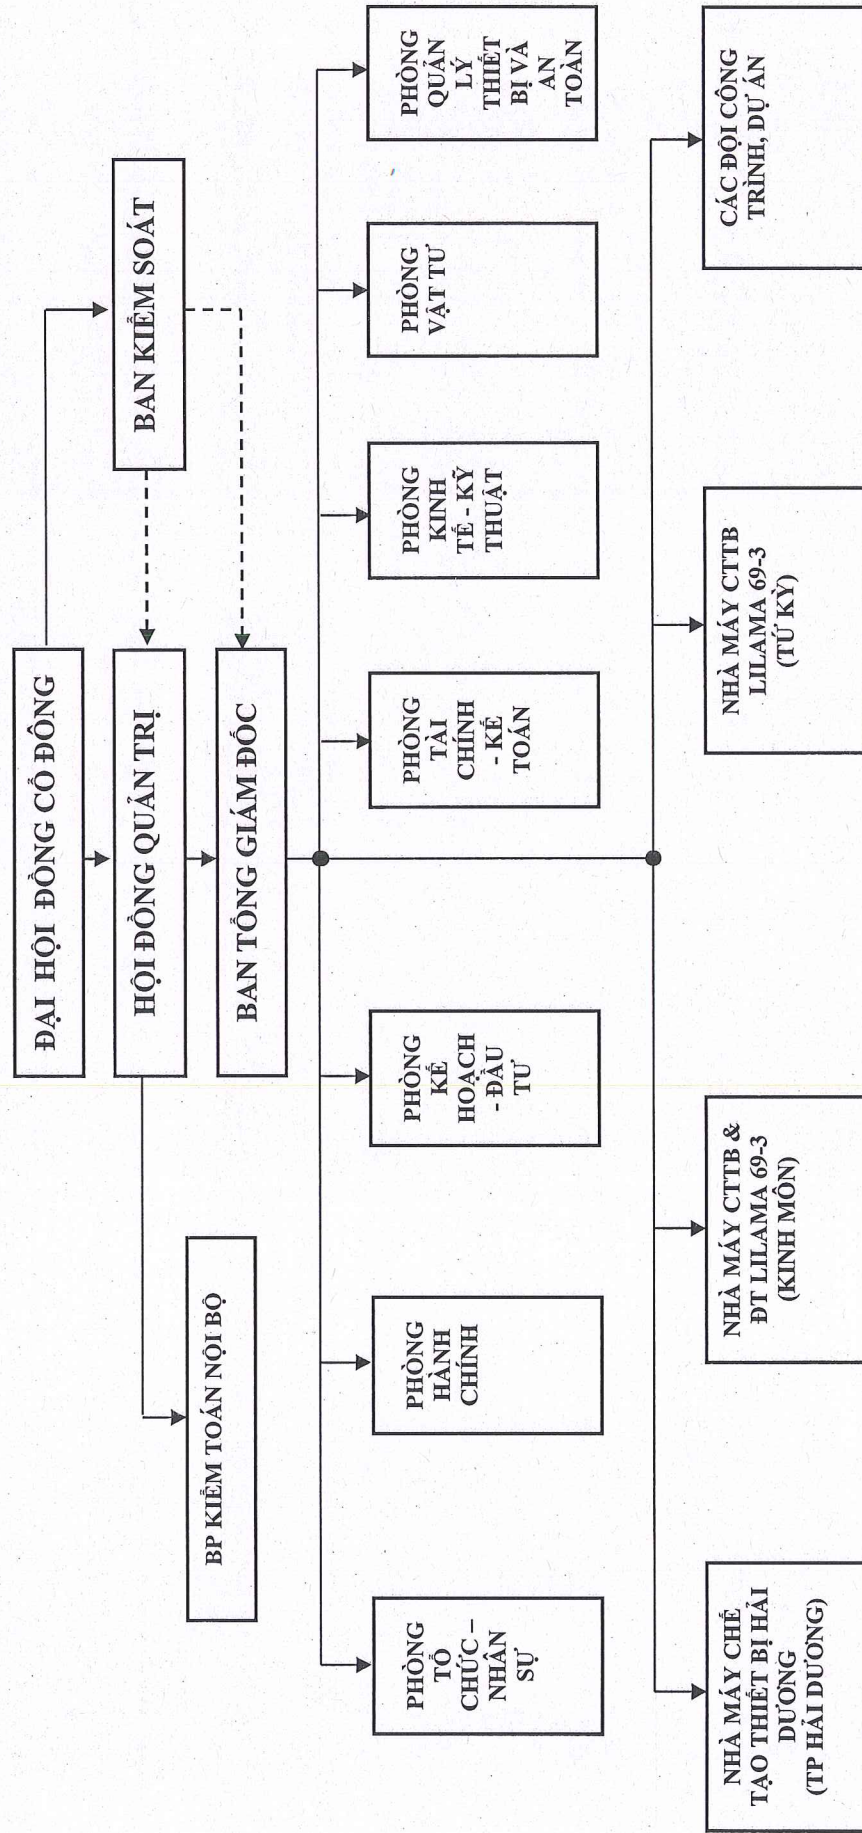 ĐẠI HỘI ĐỒNG CỔ ĐÔNG
HỘI ĐỒNG QUẢN TRỊ
BAN KIỂM SOÁT
BAN TỔNG GIÁM ĐỐC
BP KIỂM TOÁN NỘI BỘ
PHÒNG
TỔ
CHỨC –
NHÂN
SỰ
PHÒNG
HÀNH
CHÍNH
PHÒNG
KẾ
HOẠCH
- ĐẦU
TƯ
PHÒNG
TÀI
CHÍNH
- KẾ
TOÁN
PHÒNG
KINH
TẾ - KỸ
THUẬT
PHÒNG
VẬT TƯ
PHÒNG
QUẢN
LÝ
THIẾT
BỊ VÀ
AN
TOÀN
NHÀ MÁY CHẾ
TẠO THIẾT BỊ HẢI
DƯƠNG
(TP HẢI DƯƠNG)
NHÀ MÁY CTTB &
ĐT LILAMA 69-3
(KINH MÔN)
NHÀ MÁY CTTB
LILAMA 69-3
(TỨ KỲ)
CÁC ĐỘI CÔNG
TRÌNH, DỰ ÁN